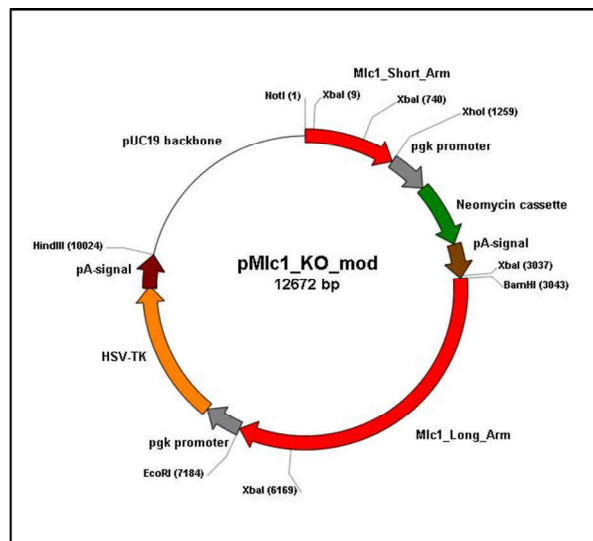 Mlc1_Short_Arm
NotI (1)
XbaI (9)
XbaI (740)
XhoI (1259)
pUC19 backbone
pgk promoter
Neomycin cassette
HindIII (10024)
pA-signal
pA-signal
pMlc1_KO_mod
12672 bp
XbaI (3037)
BamHI (3043)
HSV-TK
pgk promoter
Mlc1_Long_Arm
EcoRI (7184)
XbaI (6169)